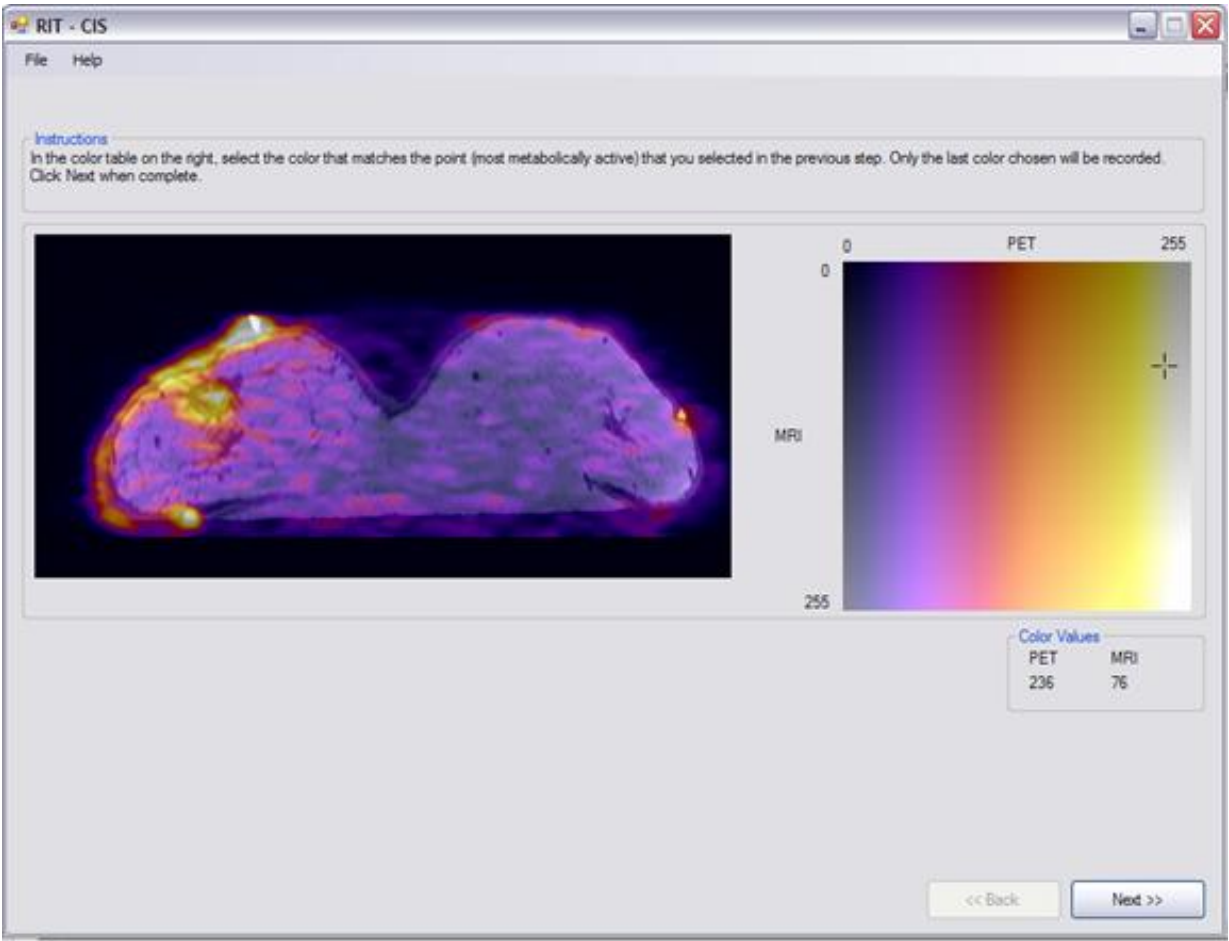 RIT - CIS
File Help
Instructions
In the color table on the right, select the color that matches the point (most metabolically active) that you selected in the previous step. Only the last color chosen will be recorded.
Click Next when complete.
0 PET 255
0
MRI
255
Color Values
PET MRI
236 76
<< Back Next >>